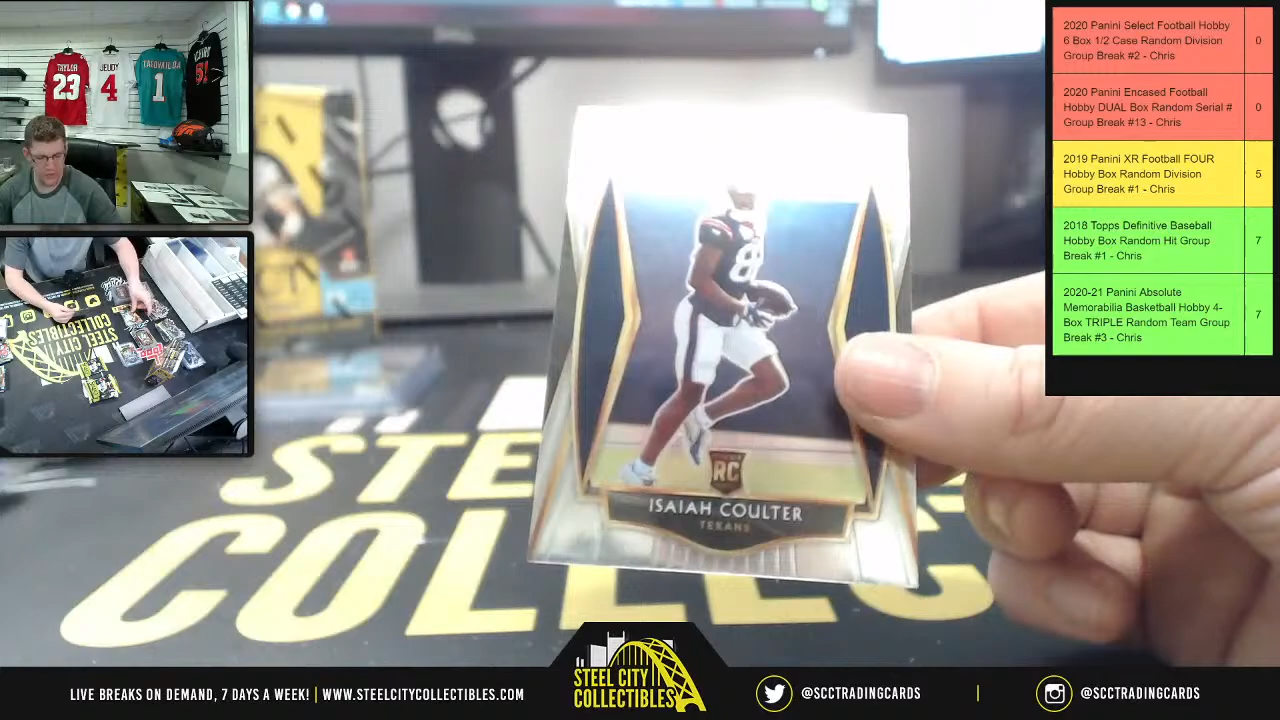 TAYLOR
23
JEUDY
4
TAGOVAILOA
1
51
STEEL CITY
COLLECTIBLES
8
RC
ISAIAH COULTER
TEXANS
STEE
COLLEC
2020 Panini Select Football Hobby
6 Box 1/2 Case Random Division
Group Break #2 - Chris
0
2020 Panini Encased Football
Hobby DUAL Box Random Serial #
Group Break #13 - Chris
0
2019 Panini XR Football FOUR
Hobby Box Random Division
Group Break #1 - Chris
5
2018 Topps Definitive Baseball
Hobby Box Random Hit Group
Break #1 - Chris
7
2020-21 Panini Absolute
Memorabilia Basketball Hobby 4-
Box TRIPLE Random Team Group
Break #3 - Chris
7
LIVE BREAKS ON DEMAND, 7 DAYS A WEEK! | WWW.STEELCITYCOLLECTIBLES.COM
STEEL CITY
COLLECTIBLES
@SCCTRADINGCARDS | @SCCTRADINGCARDS